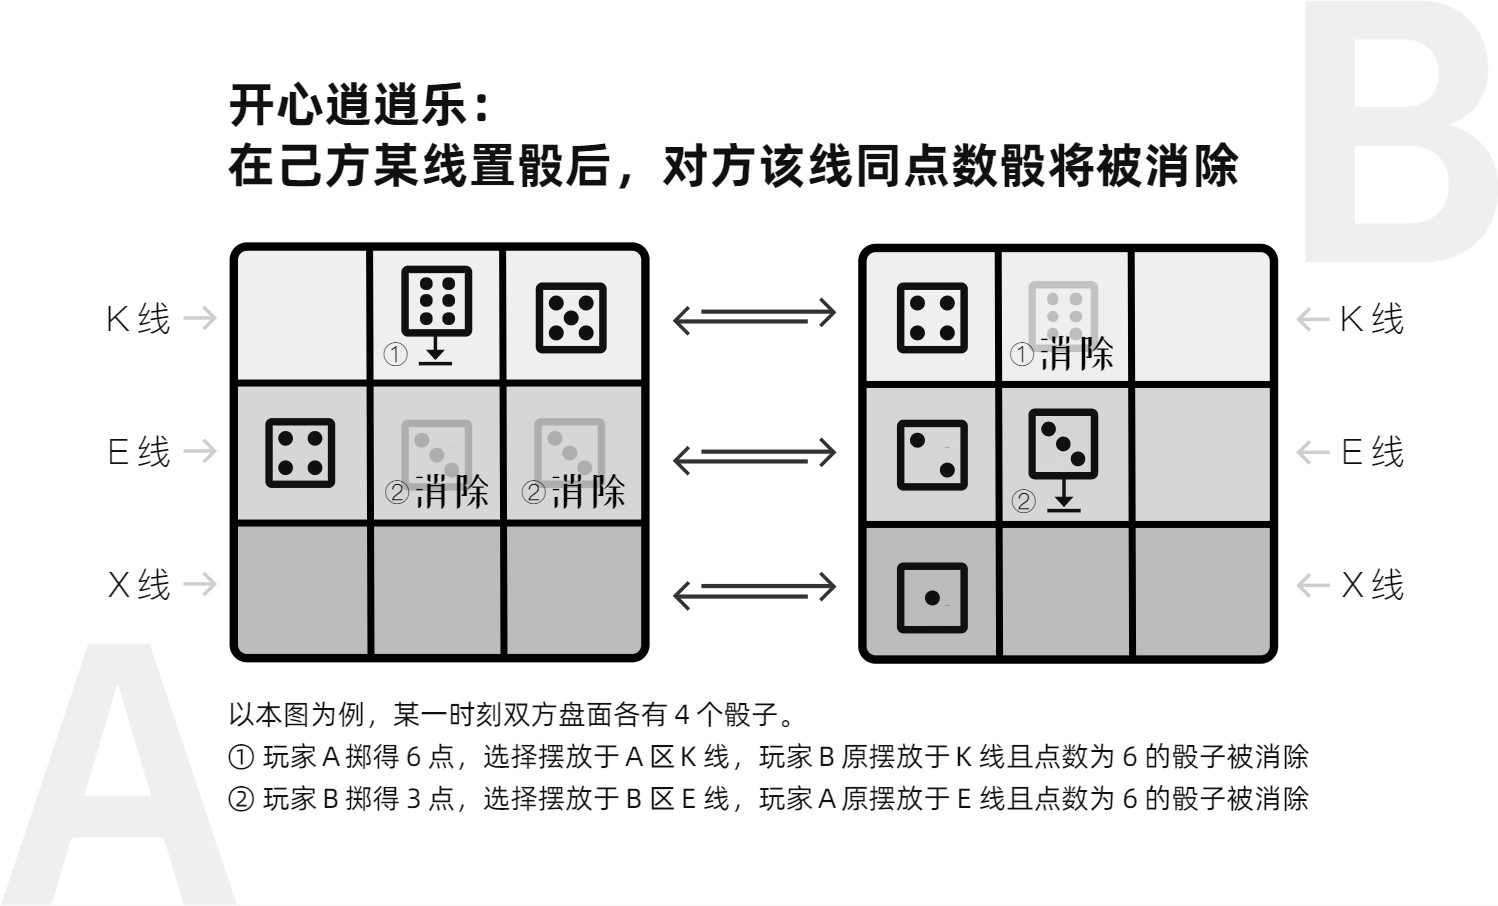 B
开心逍逍乐：
在己方某线置骰后，对方该线同点数骰将被消除
K 线
①
①消除
K 线
E 线
②消除
②消除
②
E 线
X 线
X 线
A
以本图为例，某一时刻双方盘面各有 4 个骰子。
① 玩家 A 掷得 6 点，选择摆放于 A 区 K 线，玩家 B 原摆放于 K 线且点数为 6 的骰子被消除
② 玩家 B 掷得 3 点，选择摆放于 B 区 E 线，玩家 A 原摆放于 E 线且点数为 6 的骰子被消除